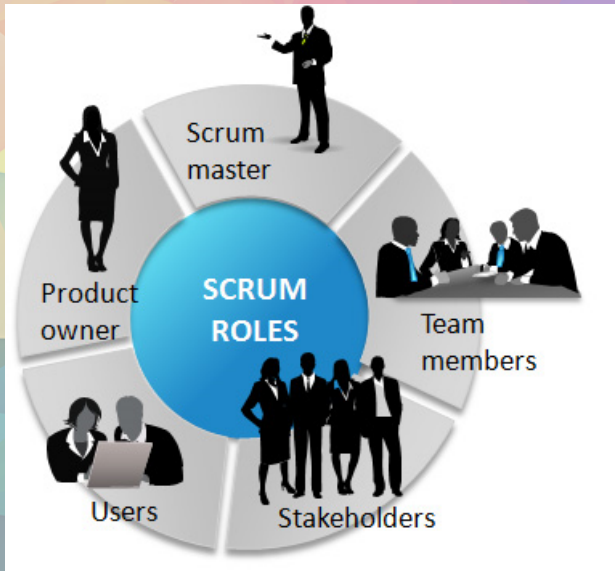 Scrum
master
Product
owner
SCRUM
ROLES
Team
members
Users
Stakeholders